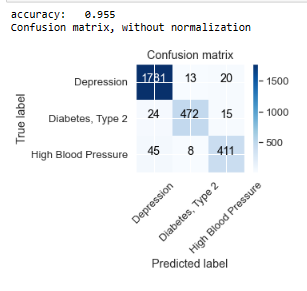 accuracy: 0.955
Confusion matrix, without normalization
Confusion matrix
Depression 1781 13 20
Diabetes, Type 2 24 472 15
High Blood Pressure 45 8 411
True label
Depression
Diabetes, Type 2
High Blood Pressure
Predicted label
1500
1000
500